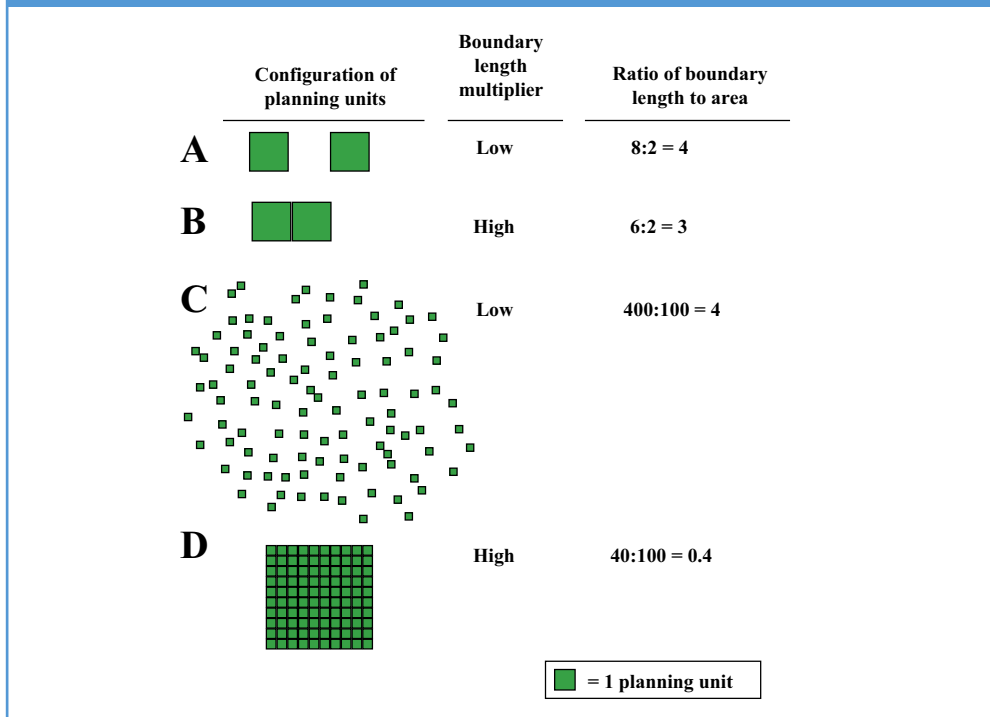 Configuration of
planning units
Boundary
length
multiplier
Ratio of boundary
length to area
A
Low
8:2 = 4
B
High
6:2 = 3
C
Low
400:100 = 4
D
High
40:100 = 0.4
= 1 planning unit